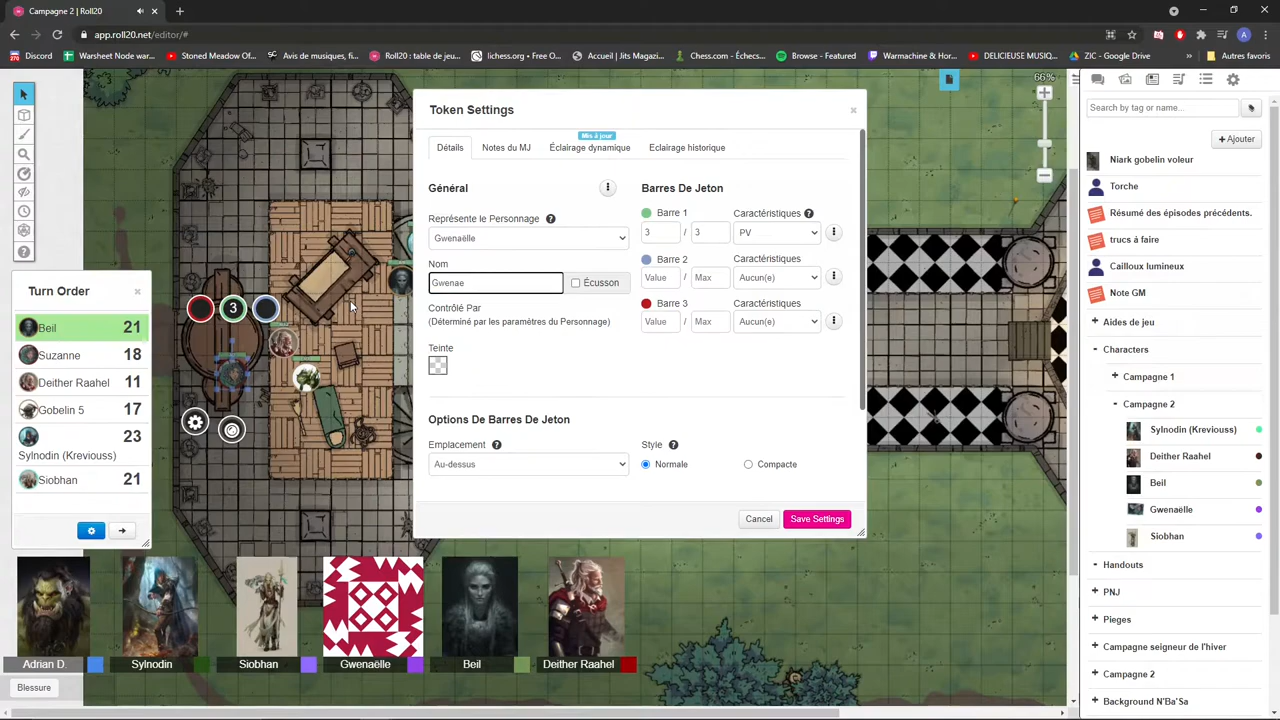 Campagne 2 | Roll20
app.roll20.net/editor/#
Discord
Warsheet Node warsh...
Stoned Meadow of D...
Avis de musiques, fi...
Roll20 : table de jeu...
lichess.org • Free O...
Accueil | Jits Magazi...
Chess.com - Échecs...
Browse - Featured
Warmachine & Hor...
DELICIEUSE MUSIQ...
ZIC - Google Drive
Autres favoris
66%
Search by tag or name...
Ajouter
Niark gobelin voleur
Torche
Résumé des épisodes précédents.
trucs à faire
Cailloux lumineux
Note GM
Aides de jeu
Characters
Campagne 1
Campagne 2
Sylnodin (Kreviouss)
Deither Raahel
Beil
Gwenaëlle
Siobhan
Handouts
PNJ
Pieges
Campagne seigneur de l'hiver
Campagne 2
Background N'Ba'Sa
Token Settings
Détails
Notes du MJ
Mis à jour
Éclairage dynamique
Eclairage historique
Général
Représente le Personnage
Gwenaëlle
Nom
Gwenae
Écusson
Contrôlé Par
(Déterminé par les paramètres du Personnage)
Teinte
Barres De Jeton
Barre 1
Caractéristiques
3 / 3
PV
Barre 2
Caractéristiques
Value / Max
Aucun(e)
Barre 3
Caractéristiques
Value / Max
Aucun(e)
Options De Barres De Jeton
Emplacement
Au-dessus
Style
Normale
Compacte
Cancel
Save Settings
3
Turn Order
Beil 21
Suzanne 18
Deither Raahel 11
Gobelin 5 17
23
Sylnodin (Kreviouss)
Siobhan 21
Adrian D.
Sylnodin
Siobhan
Gwenaëlle
Beil
Deither Raahel
Blessure